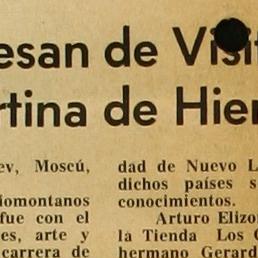 esan de Visit
rtina de Hier
ev, Moscú,
iomontanos
fue con el
es, arte y
carrera de
dad de Nuevo L
dichos países s
conocimientos.
Arturo Elizo
la Tienda Los G
hermano Gerard